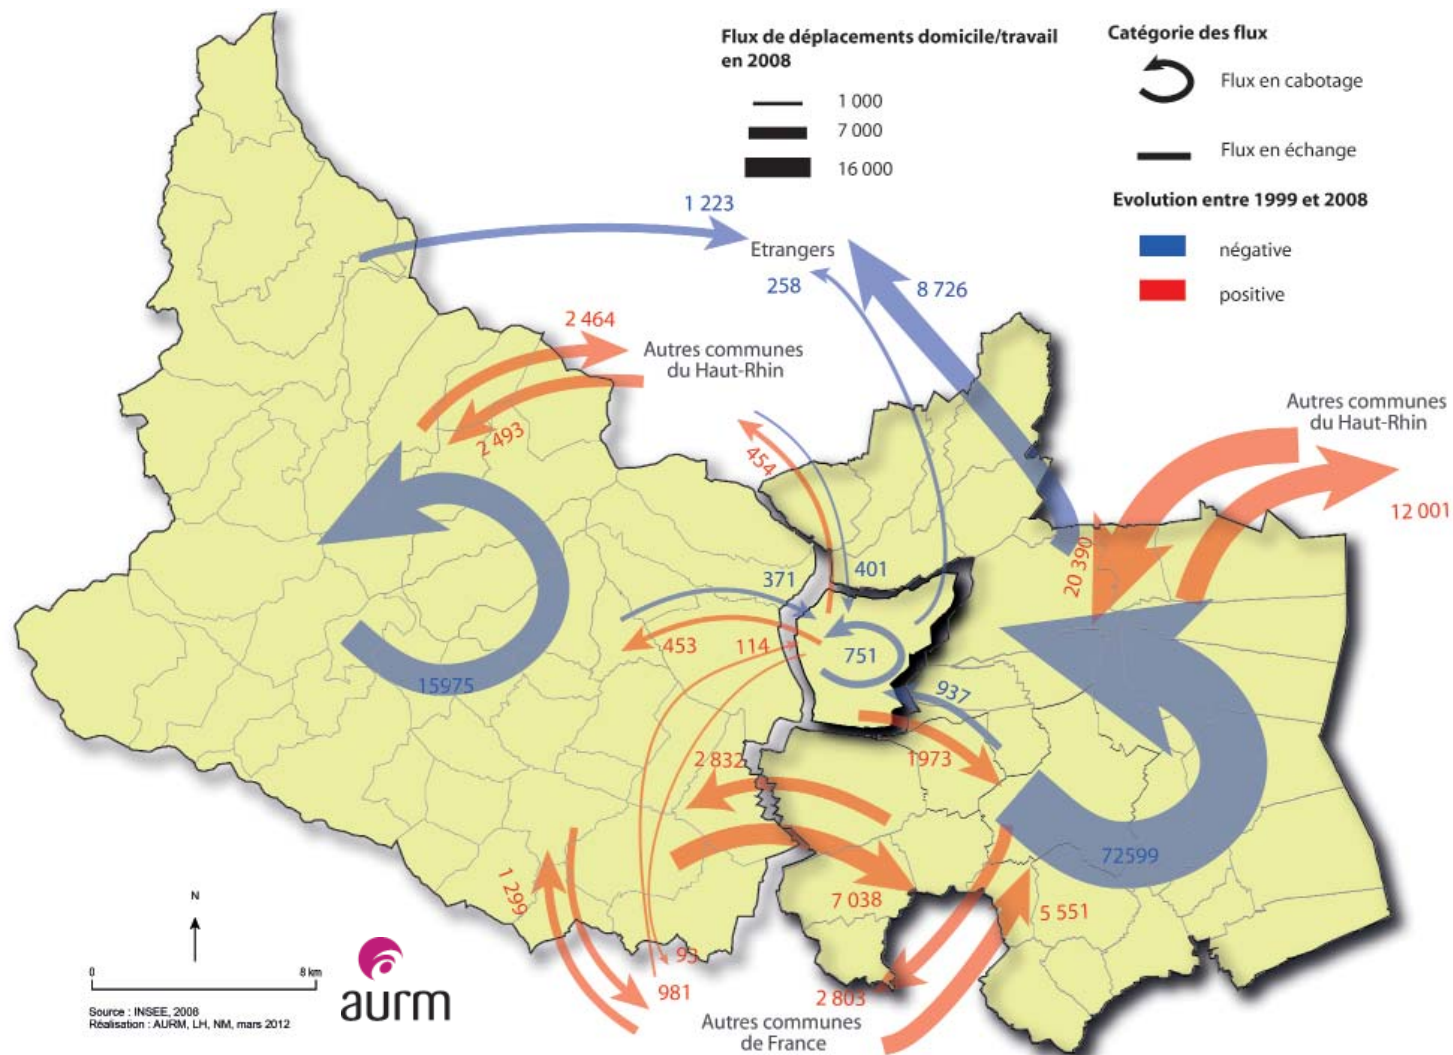 Flux de déplacements domicile/travail
en 2008
1 000
7 000
16 000
Catégorie des flux
Flux en cabotage
Flux en échange
Evolution entre 1999 et 2008
négative
positive
1 223
Etrangers
258
8 726
2 464
Autres communes
du Haut-Rhin
2 493
454
Autres communes
du Haut-Rhin
12 001
20 390
371
401
453
114
751
937
15975
1973
2 832
72599
7 038
5 551
1 299
93
981
2 803
Autres communes
de France
N
0 8 km
Source : INSEE, 2008
Réalisation : AURM, LH, NM, mars 2012
aurm